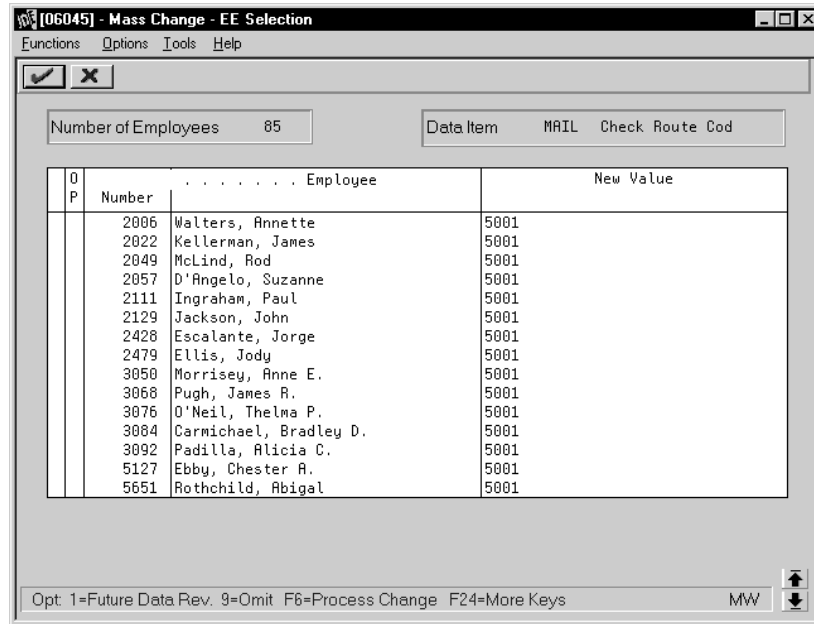 [06045] - Mass Change - EE Selection
Functions Options Tools Help
Number of Employees 85 Data Item MAIL Check Route Cod
O . . . . . . . Employee New Value
P Number
2006 Walters, Annette 5001
2022 Kellerman, James 5001
2049 McLind, Rod 5001
2057 D'Angelo, Suzanne 5001
2111 Ingraham, Paul 5001
2129 Jackson, John 5001
2428 Escalante, Jorge 5001
2479 Ellis, Jody 5001
3050 Morrisey, Anne E. 5001
3068 Pugh, James R. 5001
3076 O'Neil, Thelma P. 5001
3084 Carmichael, Bradley D. 5001
3092 Padilla, Alicia C. 5001
5127 Ebby, Chester A. 5001
5651 Rothchild, Abigal 5001
Opt: 1=Future Data Rev. 9=Omit F6=Process Change F24=More Keys MW